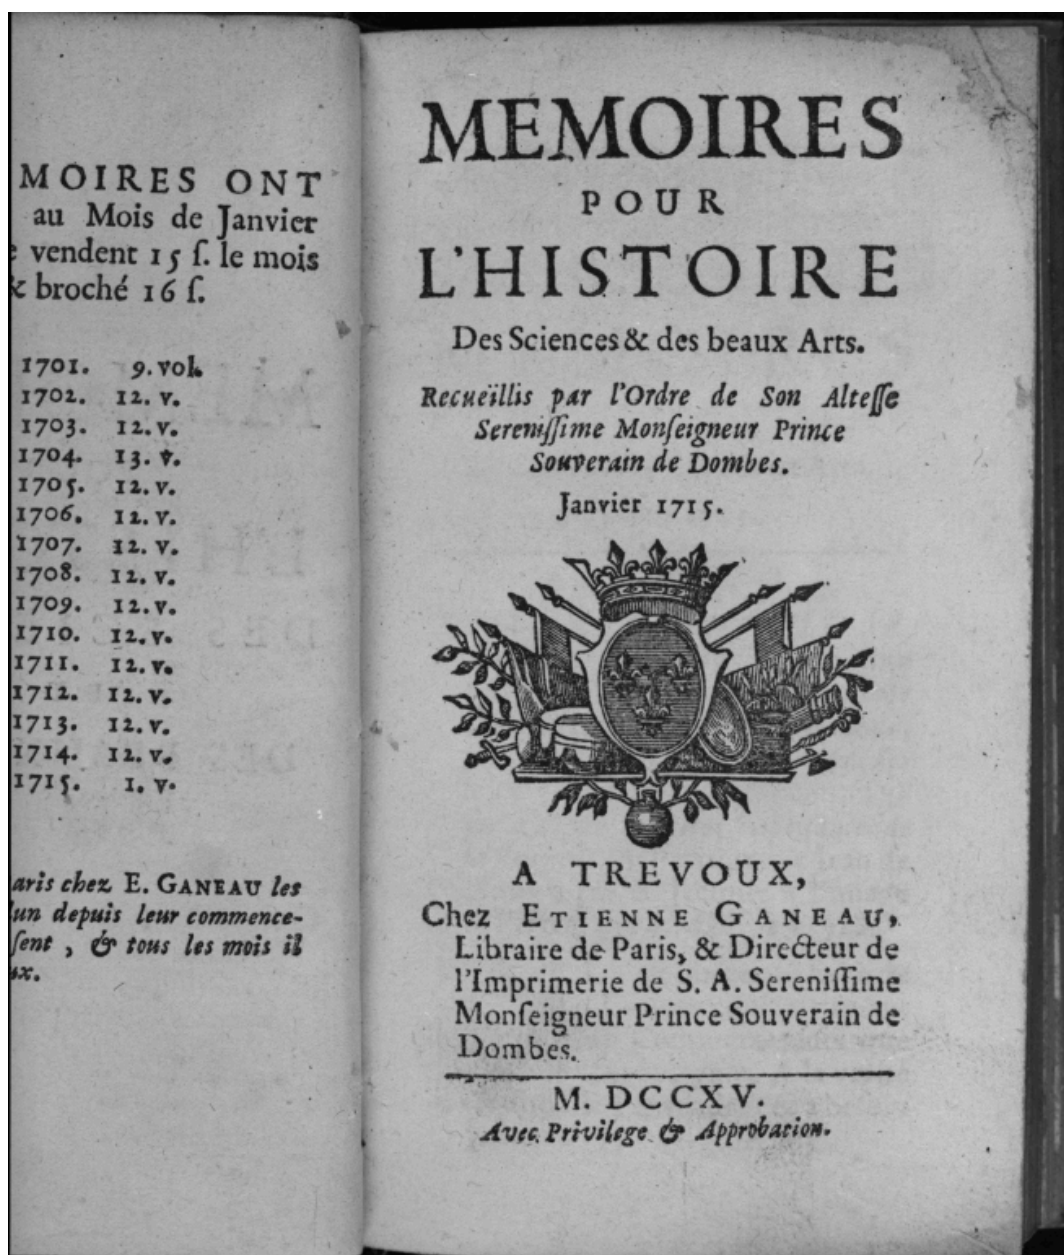 MOIRES ONT
au Mois de Janvier
vendent 15 ſ. le mois
& broché 16 ſ.
1701. 9. vol.
1702. 12. v.
1703. 12. v.
1704. 13. v.
1705. 12. v.
1706. 12. v.
1707. 12. v.
1708. 12. v.
1709. 12. v.
1710. 12. v.
1711. 12. v.
1712. 12. v.
1713. 12. v.
1714. 12. v.
1715. 1. v.
aris chez E. GANEAU les
un depuis leur commence-
ſent, & tous les mois il
ux.
MEMOIRES
POUR
L'HISTOIRE
Des Sciences & des beaux Arts.
Recueïllis par l'Ordre de Son Alteſſe
Sereniſſime Monſeigneur Prince
Souverain de Dombes.
Janvier 1715.
A TREVOUX,
Chez ETIENNE GANEAU,
Libraire de Paris, & Directeur de
l'Imprimerie de S. A. Sereniſſime
Monſeigneur Prince Souverain de
Dombes.
M. DCCXV.
Avec Privilege & Approbation.